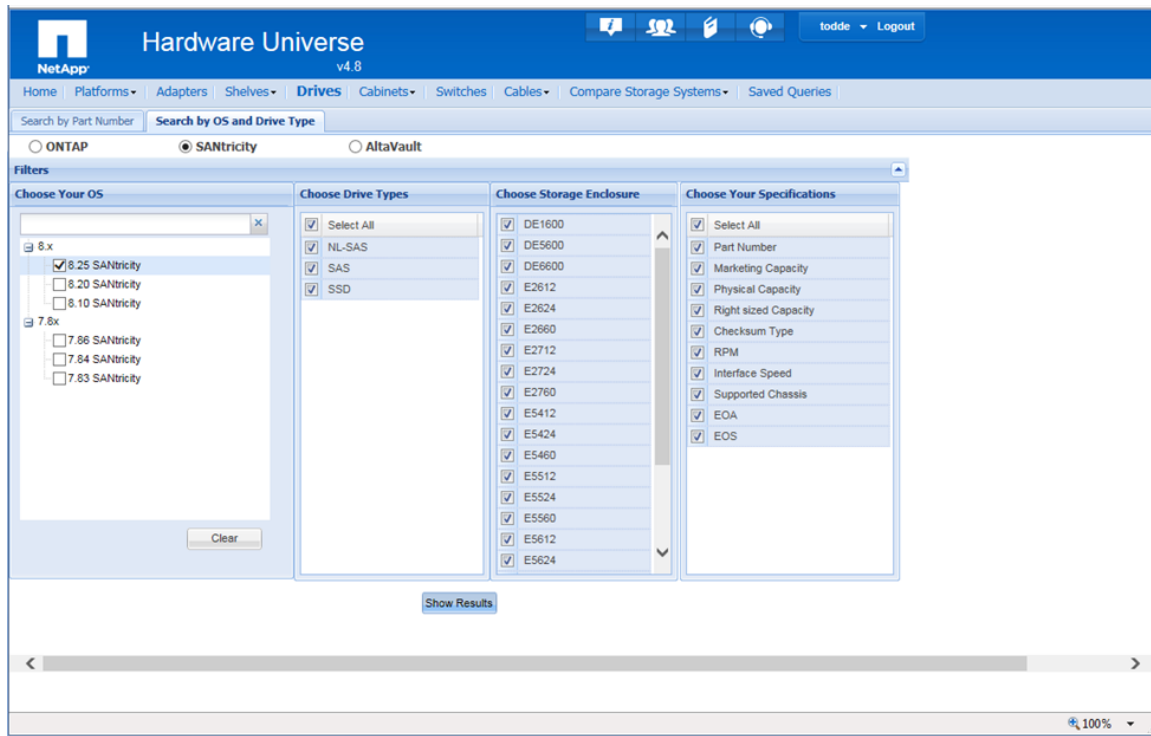 NetApp
Hardware Universe
v4.8
todde Logout
Home Platforms Adapters Shelves Drives Cabinets Switches Cables Compare Storage Systems Saved Queries
Search by Part Number Search by OS and Drive Type
ONTAP SANtricity AltaVault
Filters
Choose Your OS
8.x
8.25 SANtricity
8.20 SANtricity
8.10 SANtricity
7.8x
7.86 SANtricity
7.84 SANtricity
7.83 SANtricity
Clear
Choose Drive Types
Select All
NL-SAS
SAS
SSD
Choose Storage Enclosure
DE1600
DE5600
DE6600
E2612
E2624
E2660
E2712
E2724
E2760
E5412
E5424
E5460
E5512
E5524
E5560
E5612
E5624
Choose Your Specifications
Select All
Part Number
Marketing Capacity
Physical Capacity
Right sized Capacity
Checksum Type
RPM
Interface Speed
Supported Chassis
EOA
EOS
Show Results
100%